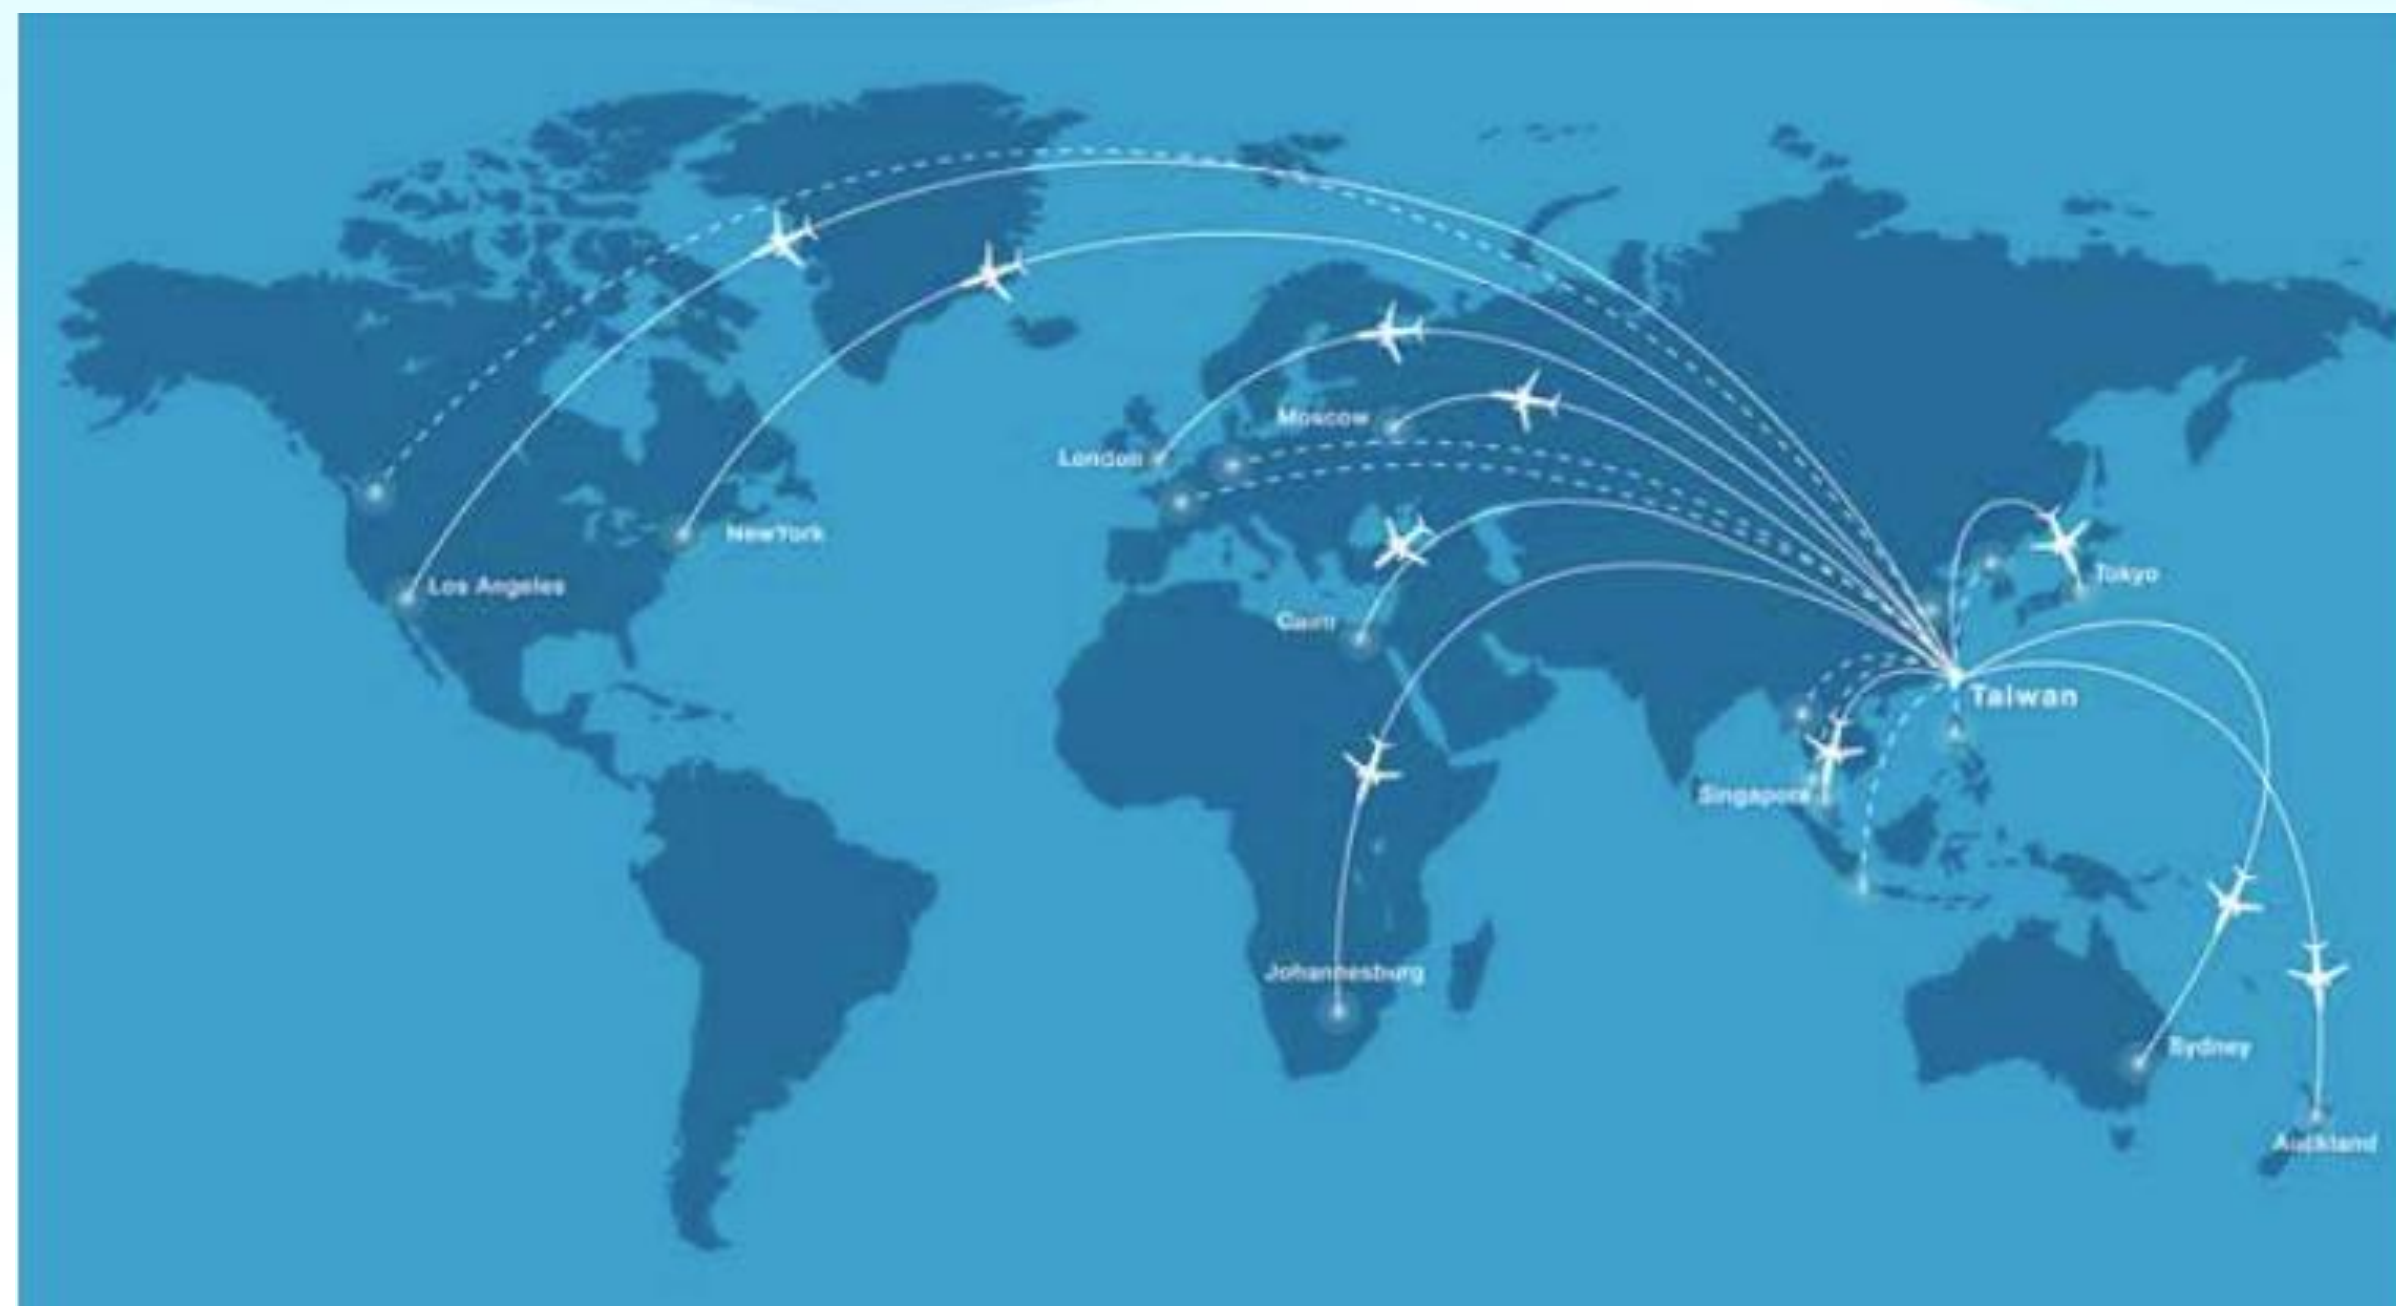 Moscow
London
NewYork
Los Angeles
Tokyo
Cairo
Taiwan
Singapore
Johannesburg
Sydney
Auckland